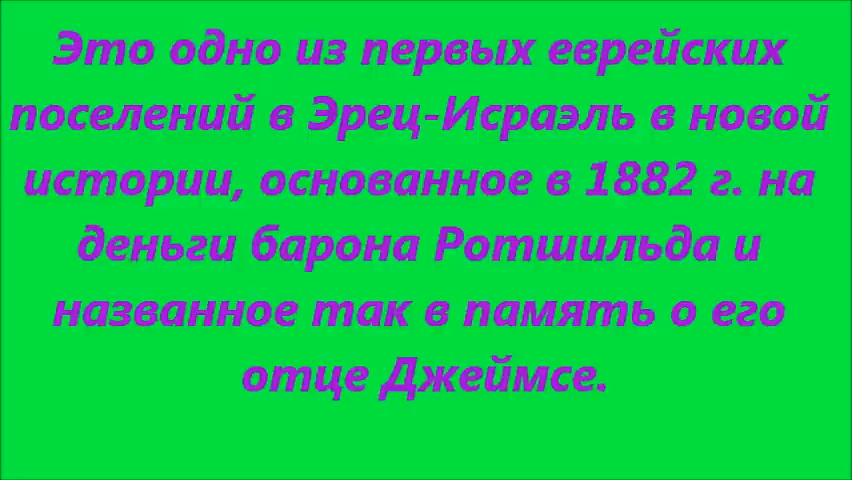 Это одно из первых еврейских
поселений в Эрец-Исраэль в новой
истории, основанное в 1882 г. на
деньги барона Ротшильда и
названное так в память о его
отце Джеймсе.